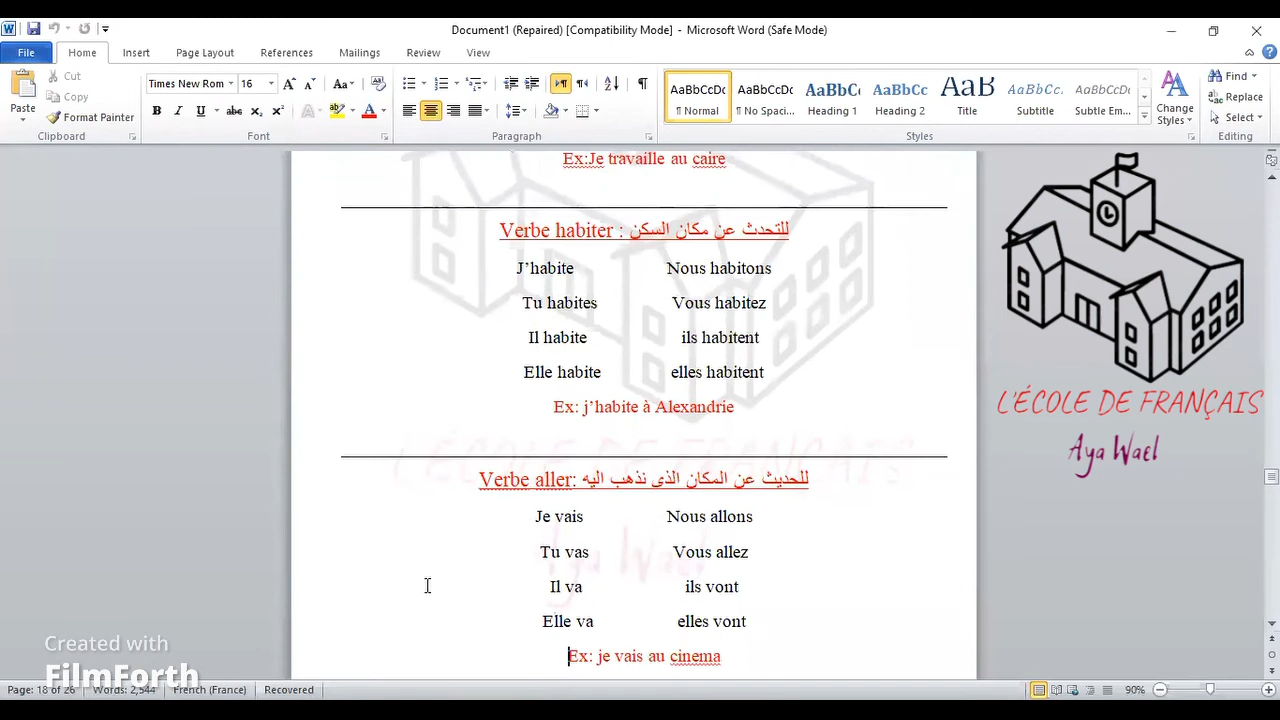 Document1 (Repaired) [Compatibility Mode] - Microsoft Word (Safe Mode)
File Home Insert Page Layout References Mailings Review View
Paste
Cut
Copy
Format Painter
Clipboard
Times New Rom 16
Font
Paragraph
AaBbCcDc AaBbCcDc AaBbC AaBbCc AaB AaBbCc. AaBbCcDc
¶ Normal ¶ No Spaci... Heading 1 Heading 2 Title Subtitle Subtle Em...
Change Styles
Styles
Find
Replace
Select
Editing
Ex:Je travaille au caire
Verbe habiter : للتحدث عن مكان السكن
J’habite Nous habitons
Tu habites Vous habitez
Il habite ils habitent
Elle habite elles habitent
Ex: j’habite à Alexandrie
Verbe aller: للحديث عن المكان الذى نذهب اليه
Je vais Nous allons
Tu vas Vous allez
Il va ils vont
Elle va elles vont
Ex: je vais au cinema
L'ÉCOLE DE FRANÇAIS
Aya Wael
L'ÉCOLE DE FRANÇAIS
Aya Wael
Created with
FilmForth
Page: 18 of 26 Words: 2,544 French (France) Recovered 90%